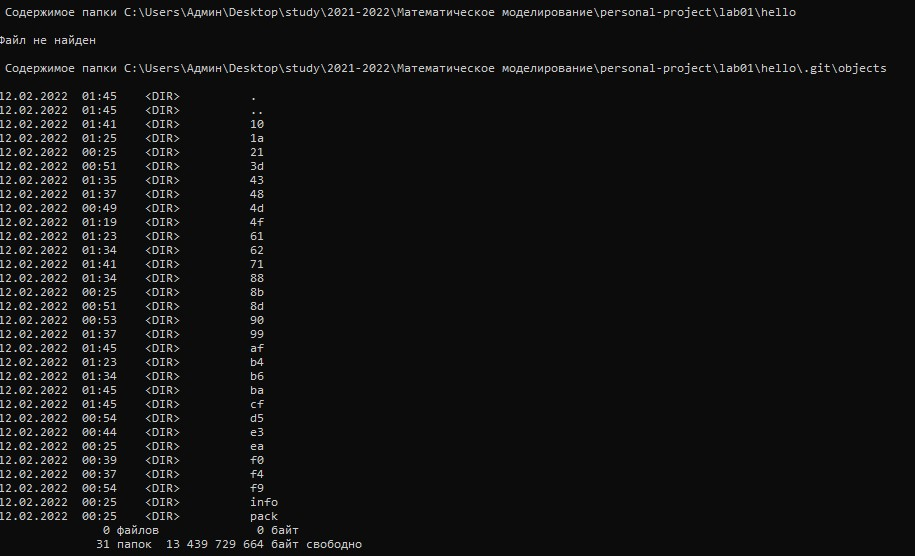 Содержимое папки C:\Users\Админ\Desktop\study\2021-2022\Математическое моделирование\personal-project\lab01\hello
Файл не найден
Содержимое папки C:\Users\Админ\Desktop\study\2021-2022\Математическое моделирование\personal-project\lab01\hello\.git\objects
12.02.2022  01:45    <DIR>          .
12.02.2022  01:45    <DIR>          ..
12.02.2022  01:41    <DIR>          10
12.02.2022  01:25    <DIR>          1a
12.02.2022  00:25    <DIR>          21
12.02.2022  00:51    <DIR>          3d
12.02.2022  01:35    <DIR>          43
12.02.2022  01:37    <DIR>          48
12.02.2022  00:49    <DIR>          4d
12.02.2022  01:19    <DIR>          4f
12.02.2022  01:23    <DIR>          61
12.02.2022  01:34    <DIR>          62
12.02.2022  01:41    <DIR>          71
12.02.2022  01:34    <DIR>          88
12.02.2022  00:25    <DIR>          8b
12.02.2022  00:51    <DIR>          8d
12.02.2022  00:53    <DIR>          90
12.02.2022  01:37    <DIR>          99
12.02.2022  01:45    <DIR>          af
12.02.2022  01:23    <DIR>          b4
12.02.2022  01:34    <DIR>          b6
12.02.2022  01:45    <DIR>          ba
12.02.2022  01:45    <DIR>          cf
12.02.2022  00:54    <DIR>          d5
12.02.2022  00:44    <DIR>          e3
12.02.2022  00:25    <DIR>          ea
12.02.2022  00:39    <DIR>          f0
12.02.2022  00:37    <DIR>          f4
12.02.2022  00:54    <DIR>          f9
12.02.2022  00:25    <DIR>          info
12.02.2022  00:25    <DIR>          pack
0 файлов              0 байт
31 папок  13 439 729 664 байт свободно